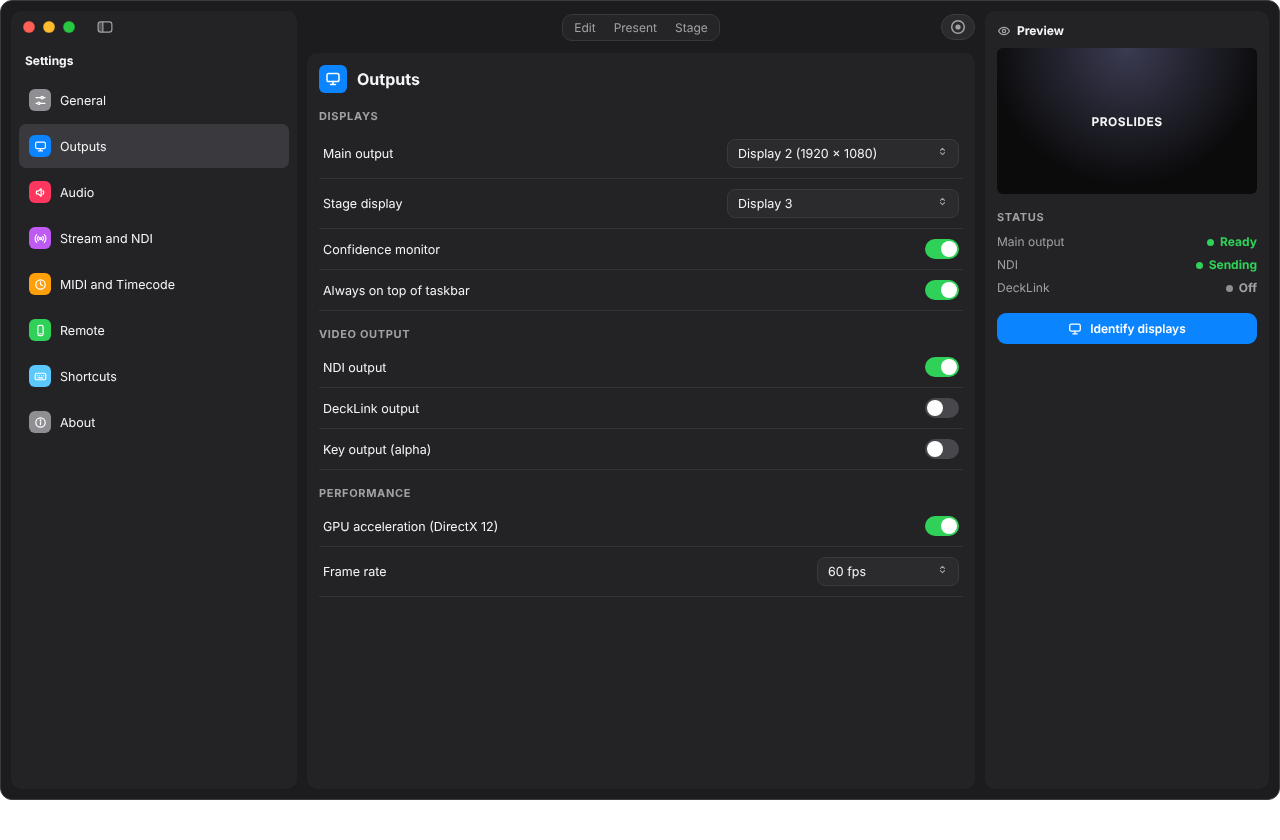 Settings
General
Outputs
Audio
Stream and NDI
MIDI and Timecode
Remote
Shortcuts
About
Edit Present Stage
Outputs
DISPLAYS
Main output Display 2 (1920 × 1080)
Stage display Display 3
Confidence monitor
Always on top of taskbar
VIDEO OUTPUT
NDI output
DeckLink output
Key output (alpha)
PERFORMANCE
GPU acceleration (DirectX 12)
Frame rate 60 fps
Preview
PROSLIDES
STATUS
Main output Ready
NDI Sending
DeckLink Off
Identify displays